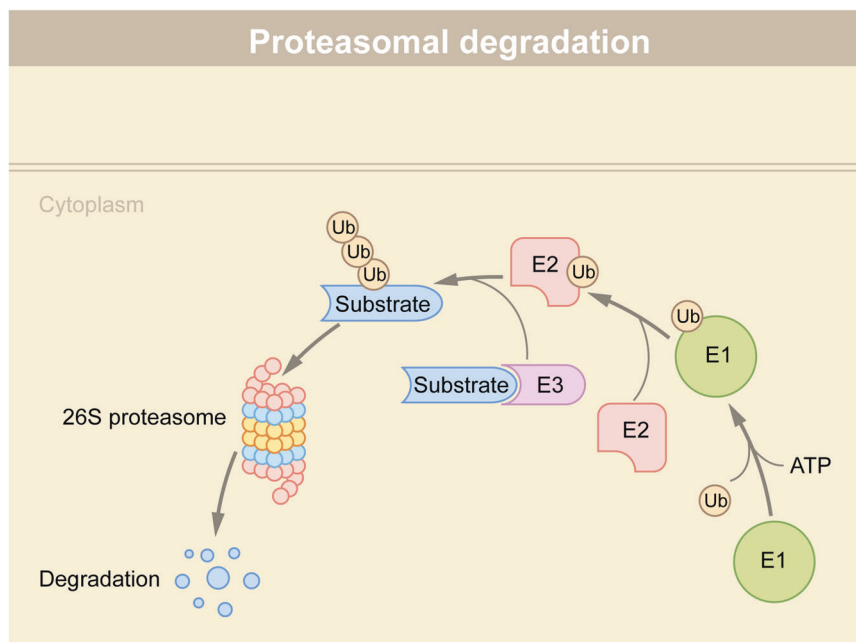 Proteasomal degradation
Cytoplasm
Ub
Ub
Ub
Substrate
E2
Ub
Ub
E1
Substrate
E3
E2
26S proteasome
ATP
Ub
E1
Degradation